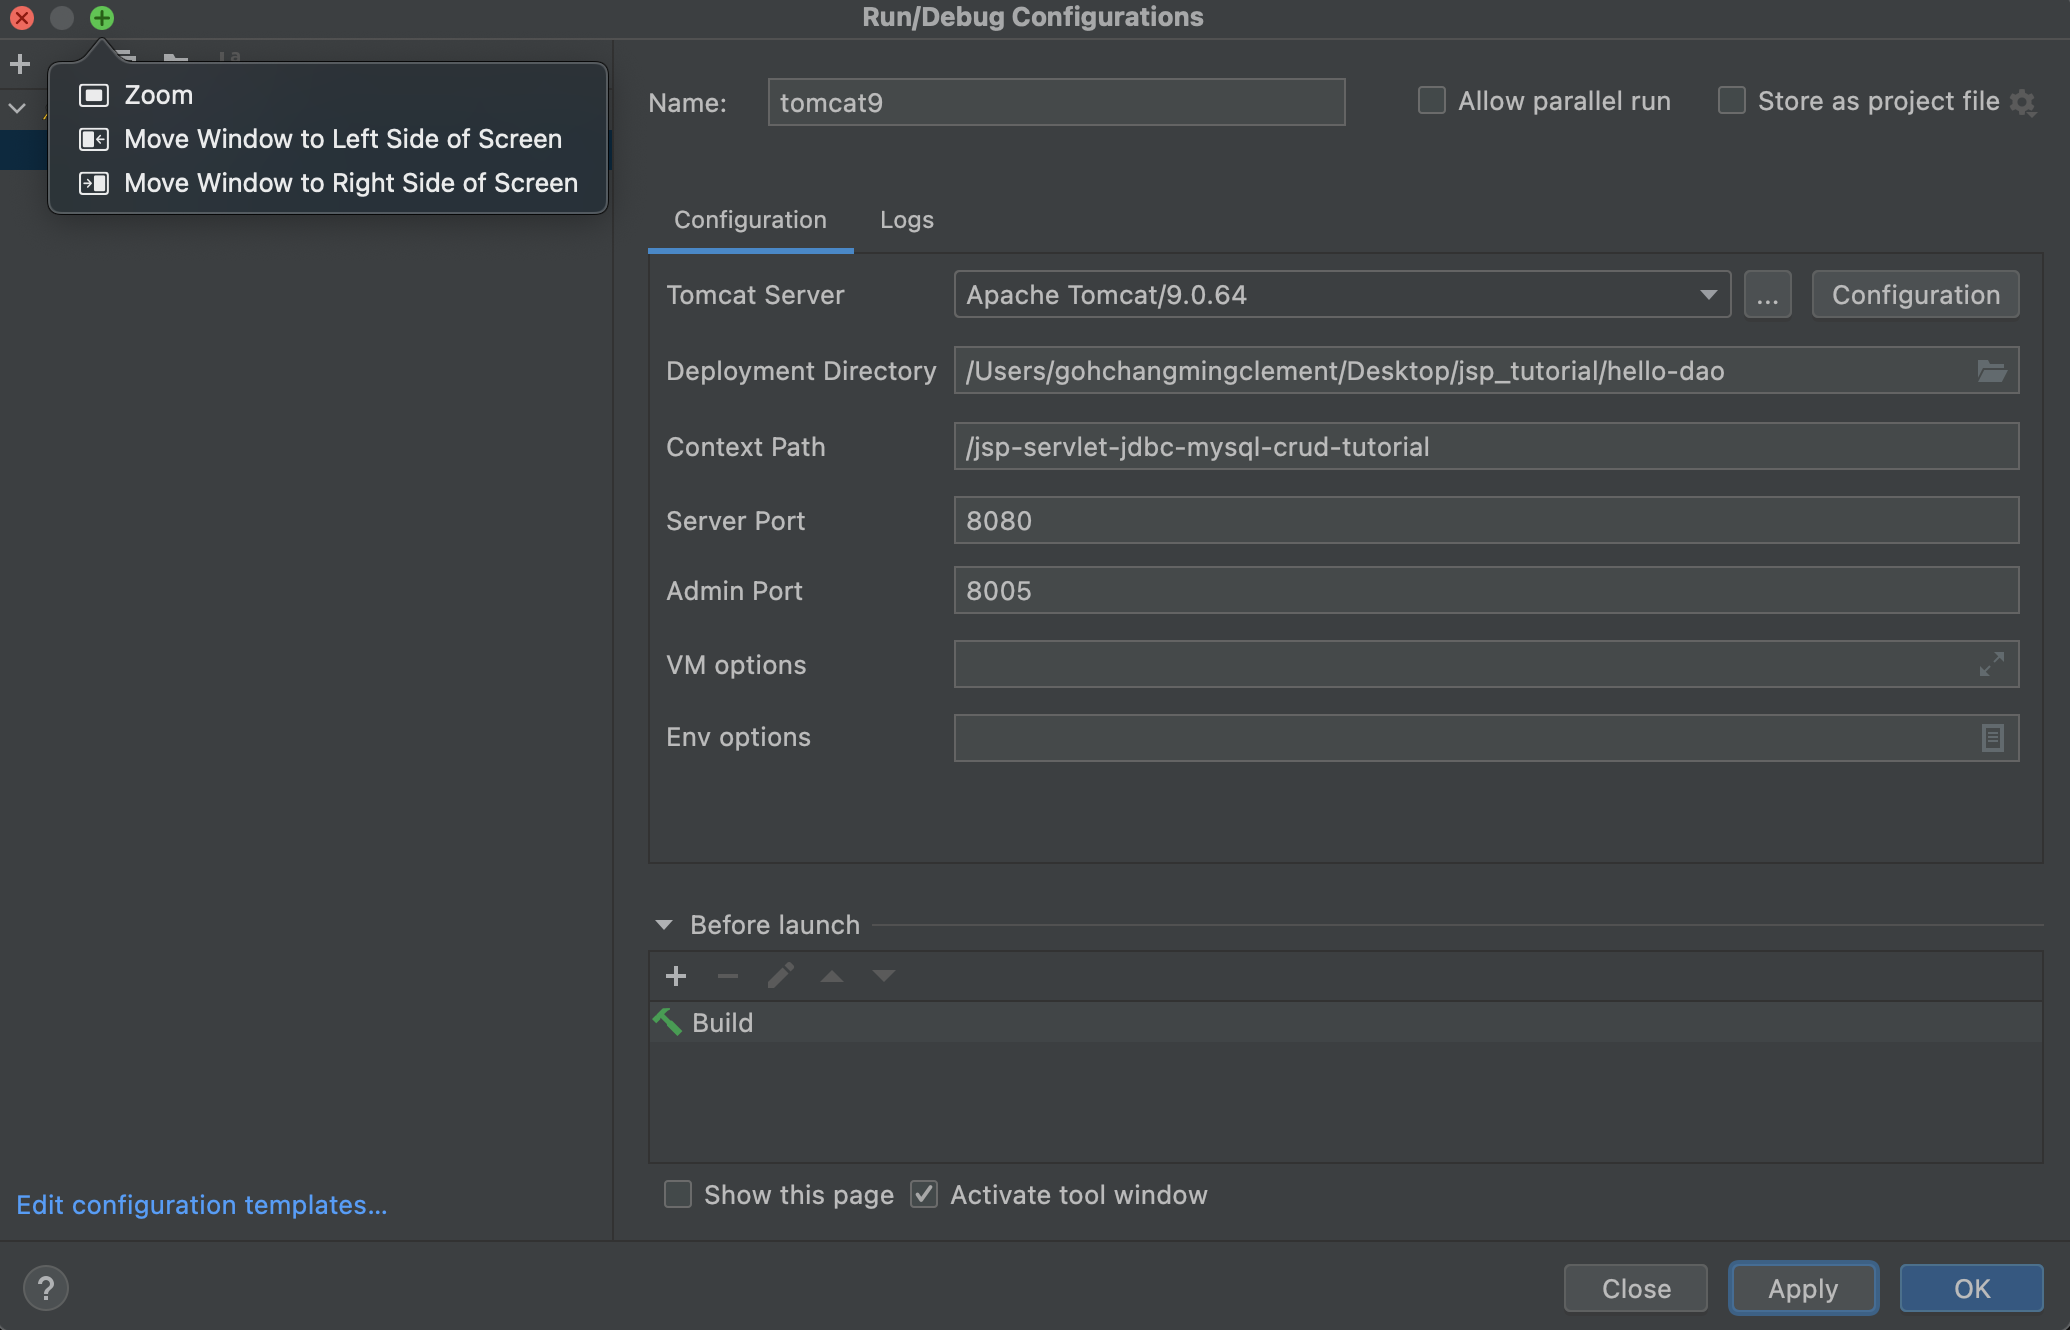 Run/Debug Configurations
Zoom
Move Window to Left Side of Screen
Move Window to Right Side of Screen
Name:
tomcat9
Allow parallel run
Store as project file
Configuration
Logs
Tomcat Server
Apache Tomcat/9.0.64
...
Configuration
Deployment Directory
/Users/gohchangmingclement/Desktop/jsp_tutorial/hello-dao
Context Path
/jsp-servlet-jdbc-mysql-crud-tutorial
Server Port
8080
Admin Port
8005
VM options
Env options
Before launch
Build
Show this page
Activate tool window
Edit configuration templates...
?
Close
Apply
OK